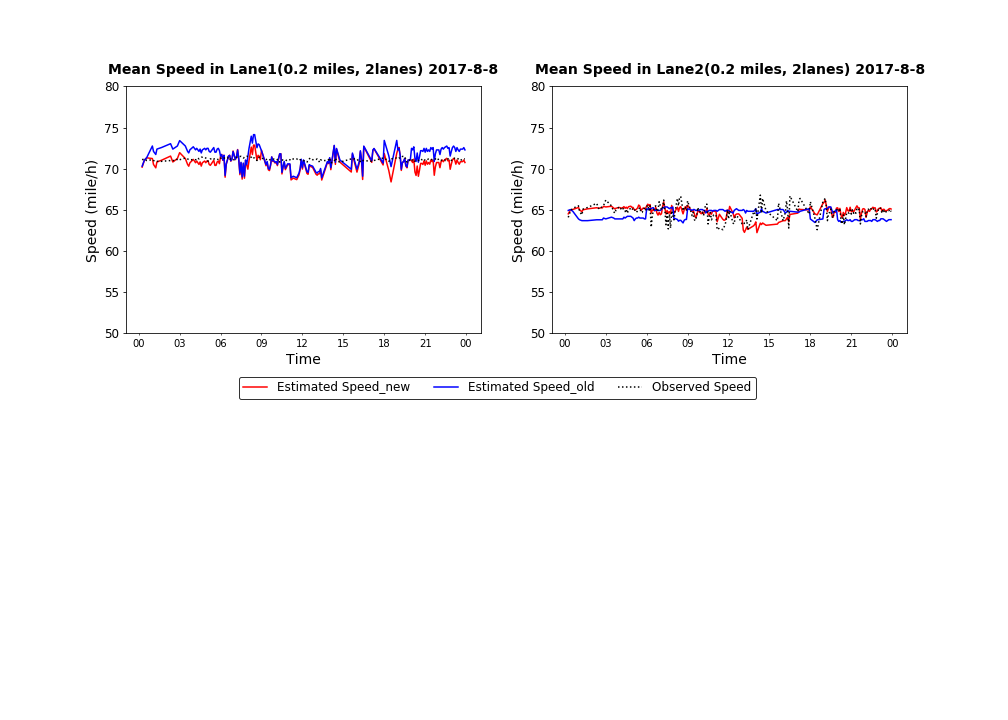 Mean Speed in Lane1(0.2 miles, 2lanes) 2017-8-8
80
75
70
65
60
55
50
Speed (mile/h)
00 03 06 09 12 15 18 21 00
Time
Mean Speed in Lane2(0.2 miles, 2lanes) 2017-8-8
80
75
70
65
60
55
50
Speed (mile/h)
00 03 06 09 12 15 18 21 00
Time
Estimated Speed_new Estimated Speed_old Observed Speed